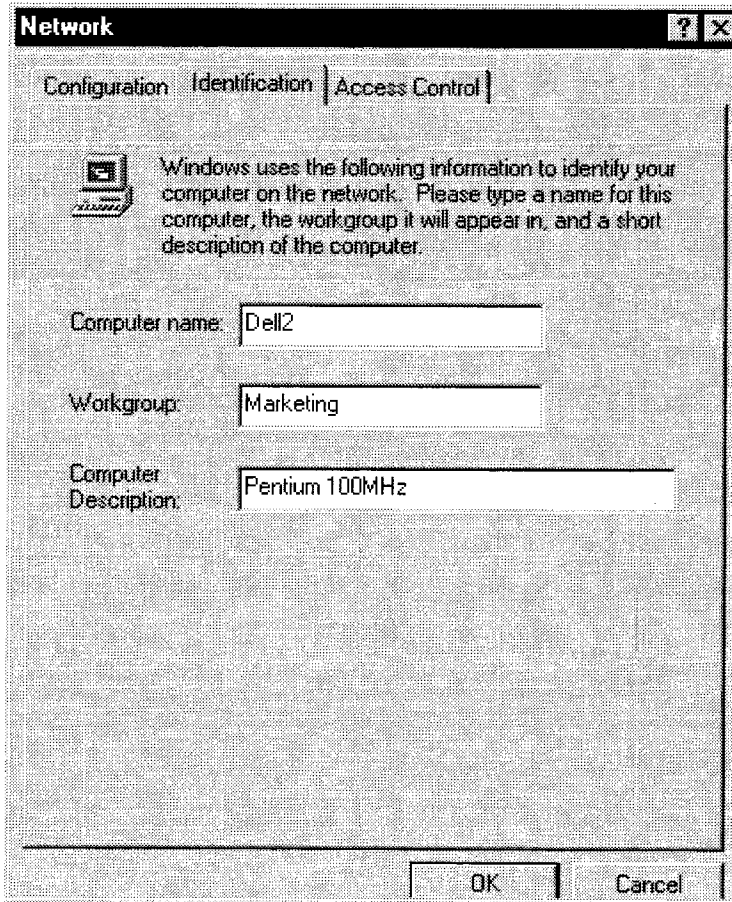 Network
Configuration Identification Access Control
Windows uses the following information to identify your
computer on the network. Please type a name for this
computer, the workgroup it will appear in, and a short
description of the computer.
Computer name: Dell2
Workgroup: Marketing
Computer
Description: Pentium 100MHz
OK Cancel